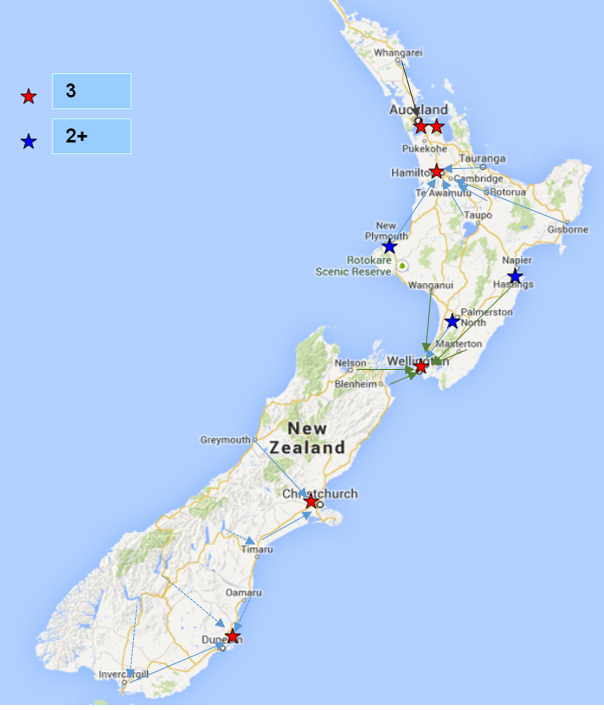 3
2+
Whangarei
Auckland
Pukekohe
Tauranga
Hamilton
Cambridge
Te Awamutu
Rotorua
Taupo
Gisborne
New
Plymouth
Rotokare
Scenic Reserve
Napier
Hastings
Wanganui
Palmerston
North
Masterton
Wellington
Nelson
Blenheim
New
Zealand
Greymouth
Christchurch
Timaru
Oamaru
Dunedin
Invercargill